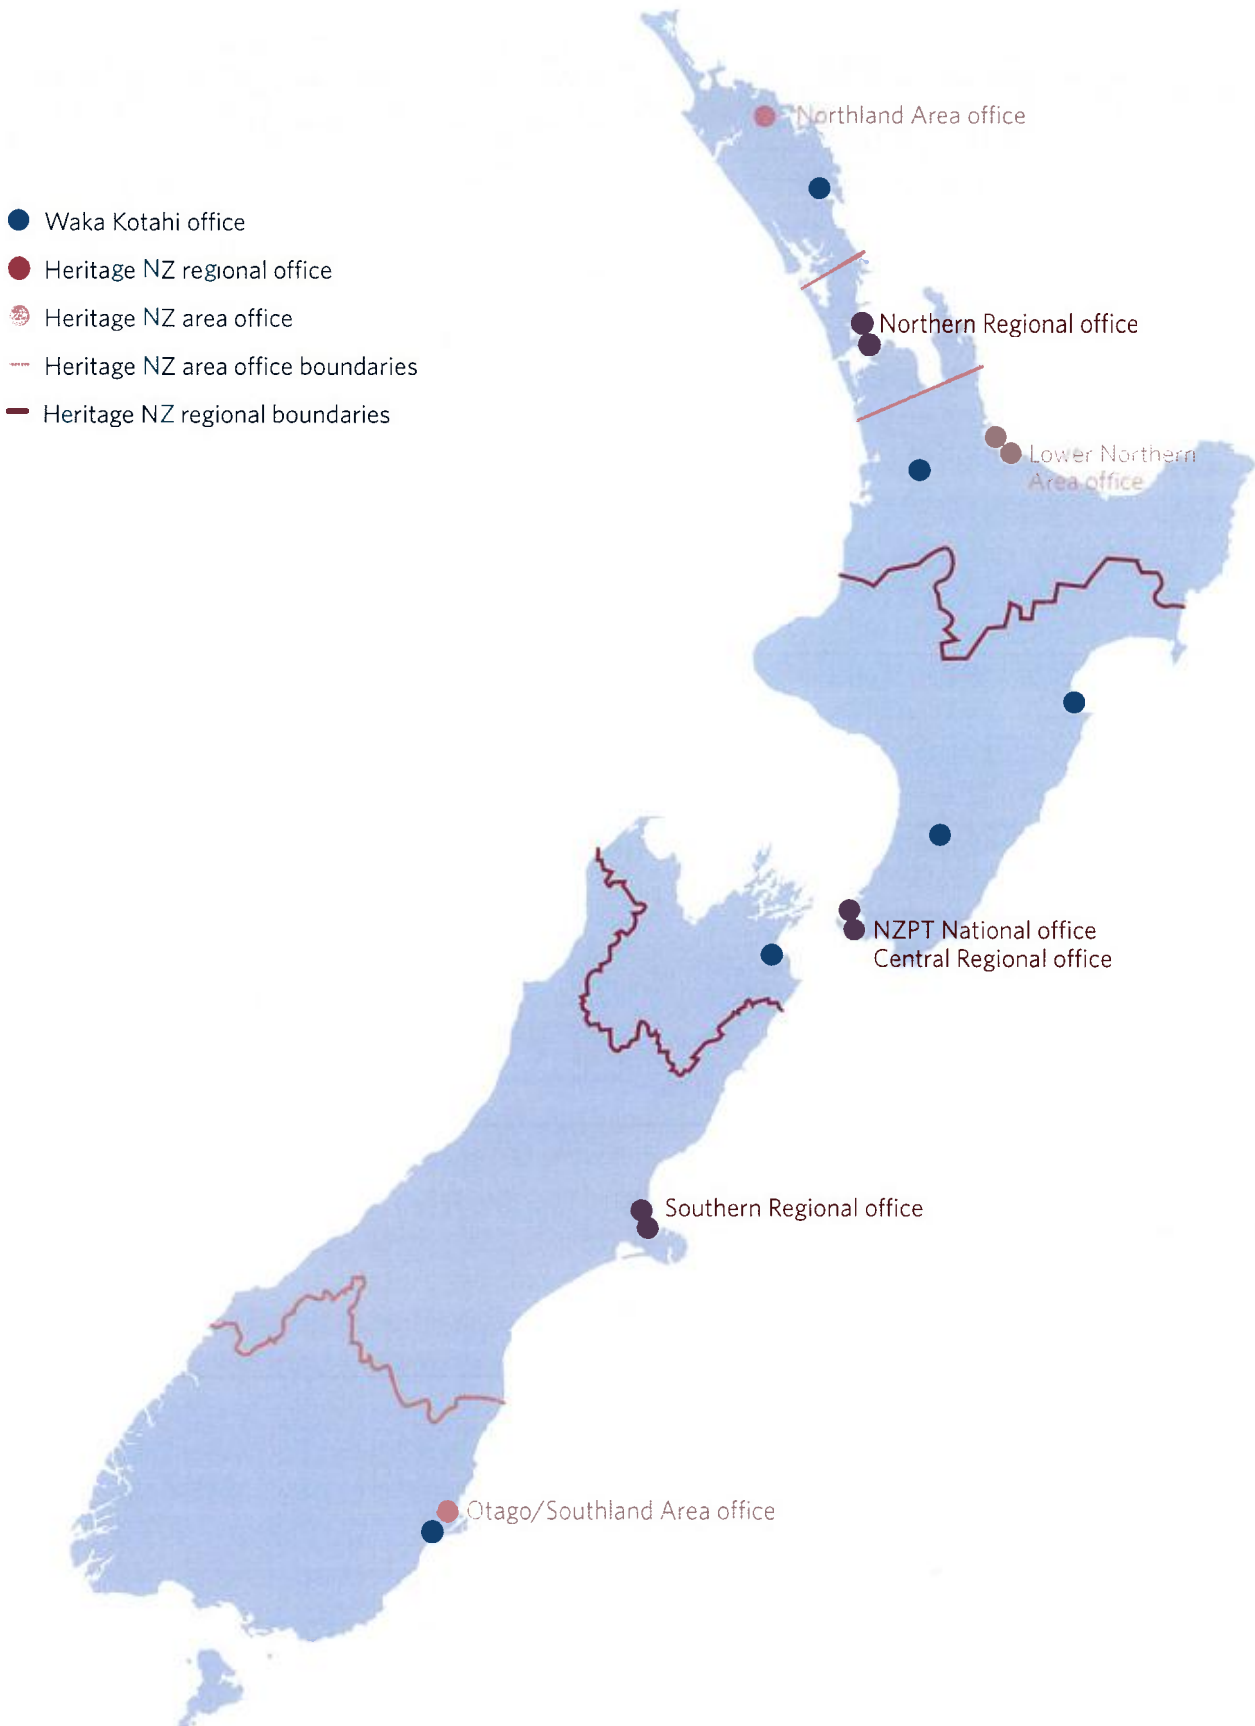 Northland Area office
Waka Kotahi office
Heritage NZ regional office
Heritage NZ area office
Heritage NZ area office boundaries
Heritage NZ regional boundaries
Northern Regional office
Lower Northern
Area office
NZPT National office
Central Regional office
Southern Regional office
Otago/Southland Area office